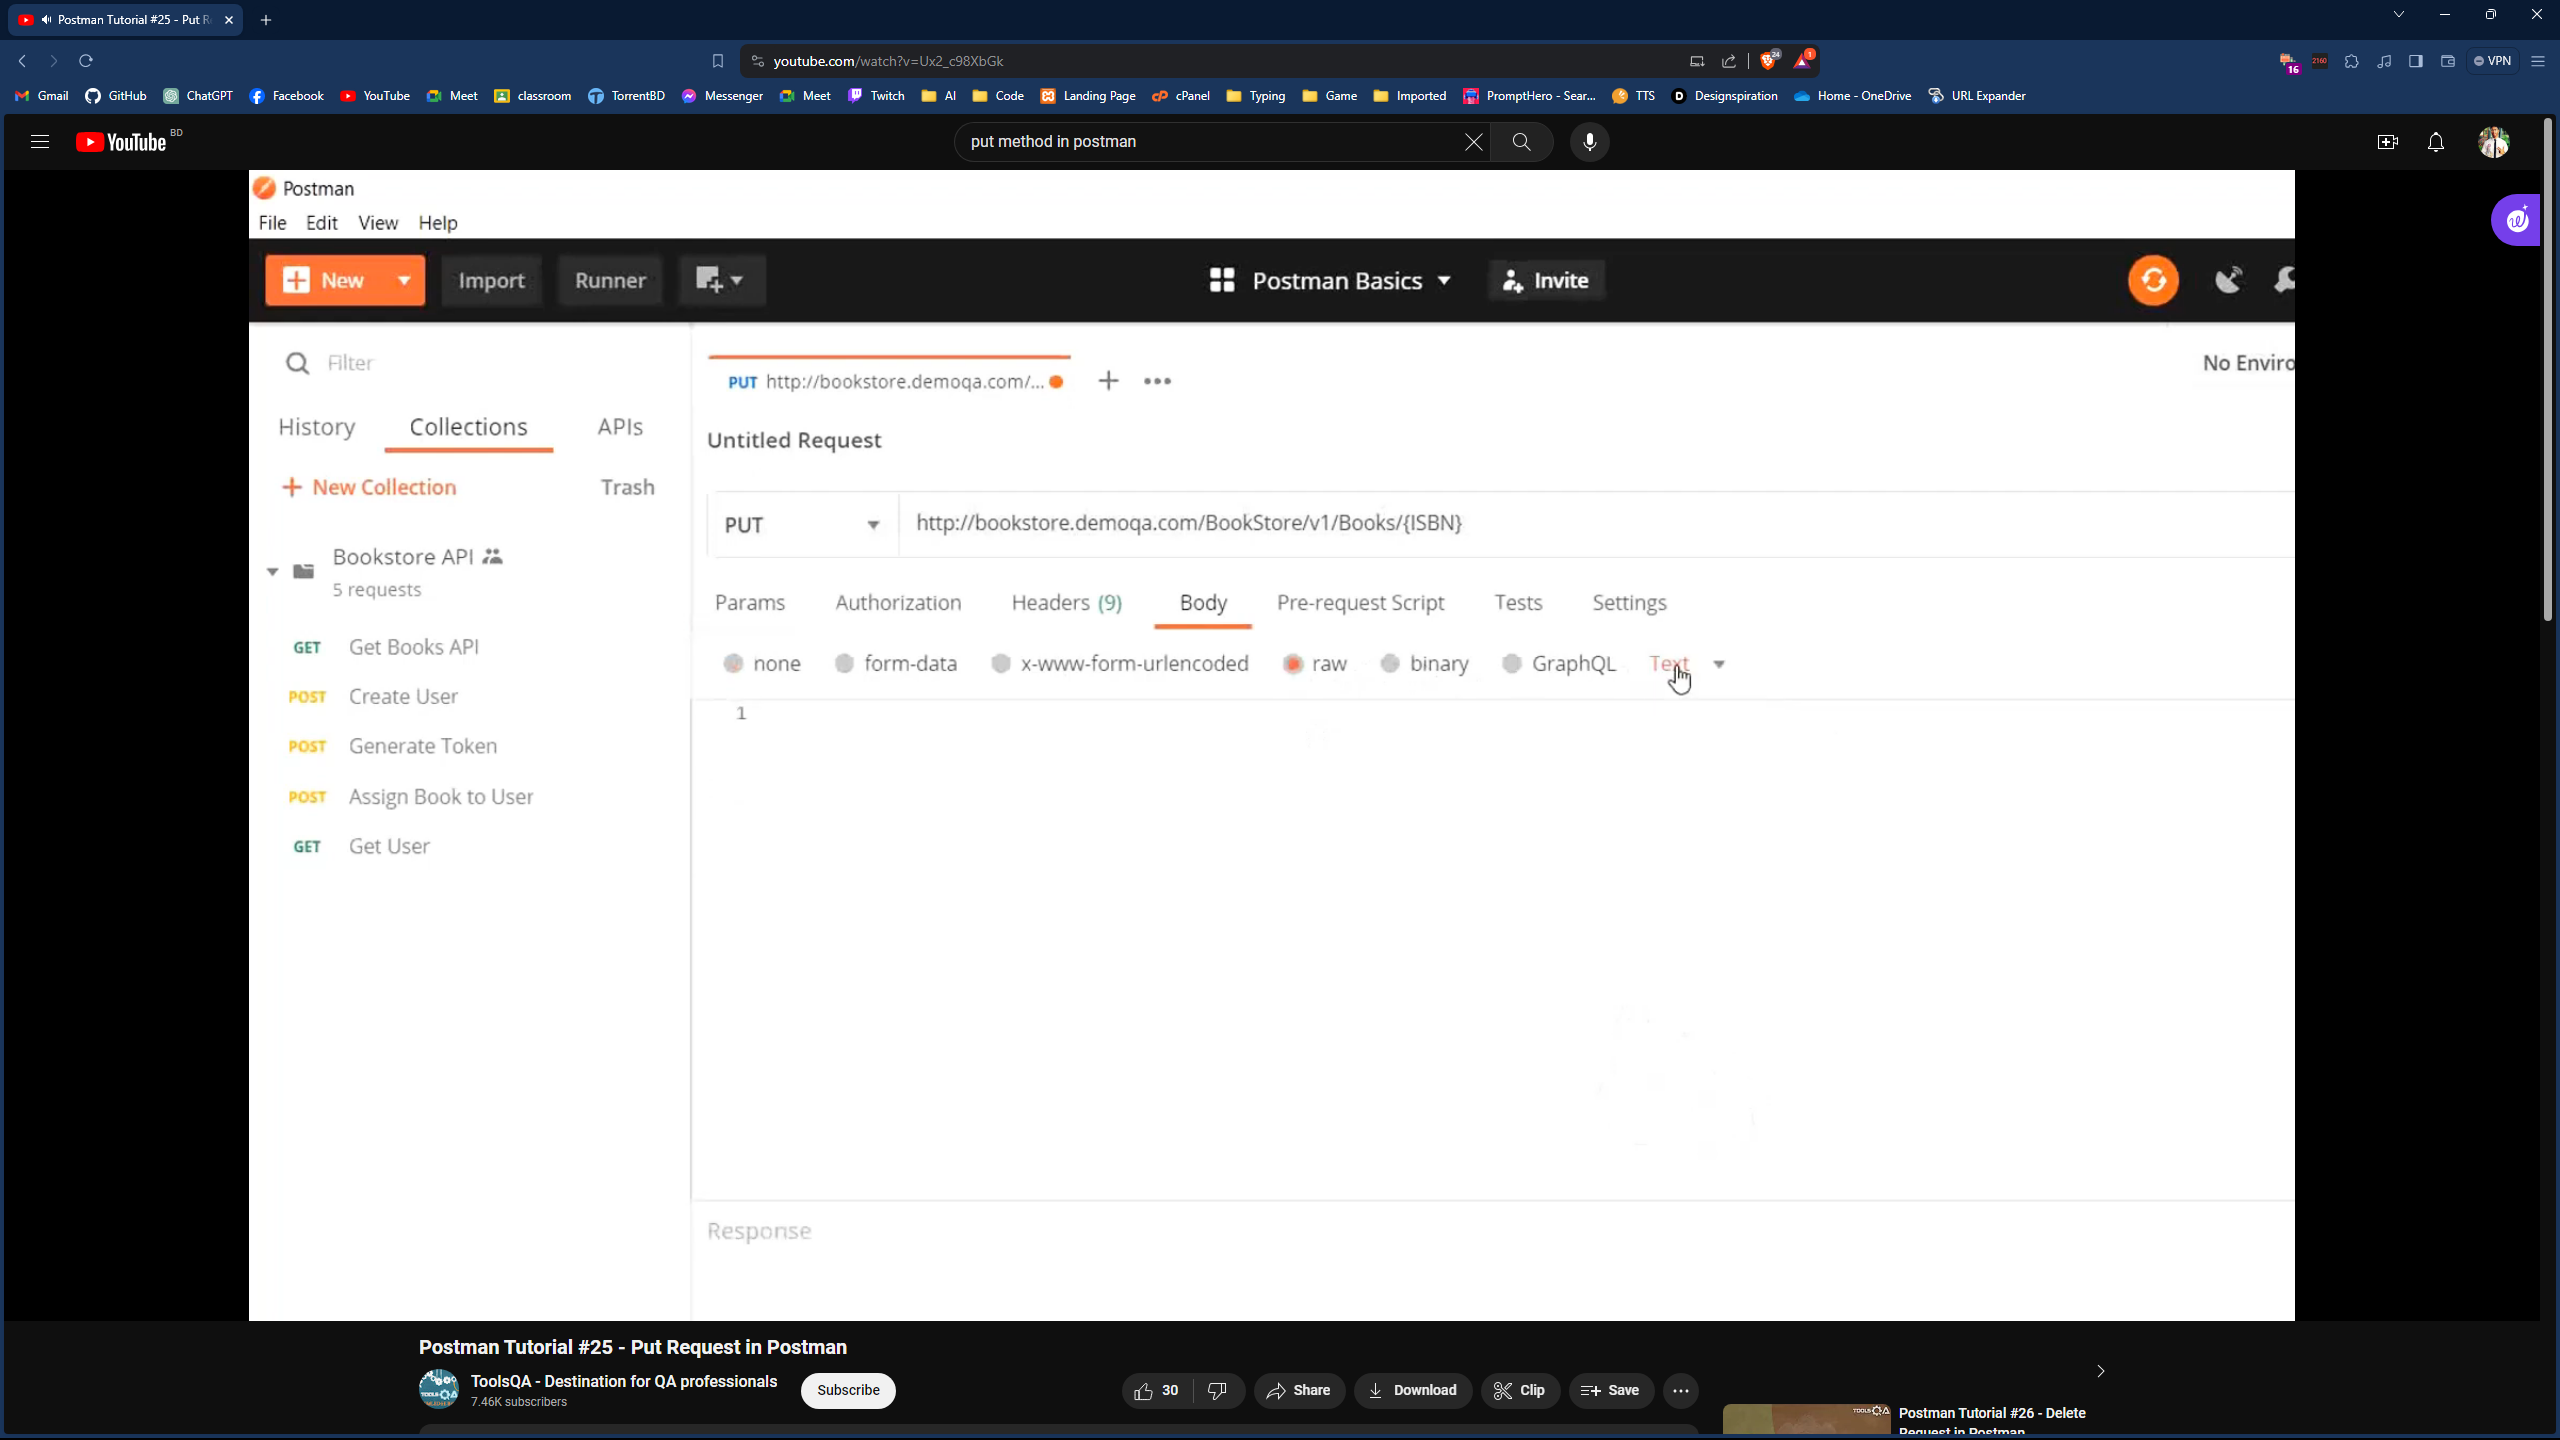 Postman Tutorial #25 - Put R
youtube.com/watch?v=Ux2_c98XbGk
24
1
16
2160
VPN
Gmail GitHub ChatGPT Facebook YouTube Meet classroom TorrentBD Messenger Meet Twitch AI Code Landing Page cPanel Typing Game Imported PromptHero - Sear... TTS Designspiration Home - OneDrive URL Expander
YouTube BD
put method in postman
Postman
File Edit View Help
New Import Runner Postman Basics Invite
Filter
No Enviro
PUT http://bookstore.demoqa.com/...
History Collections APIs
Untitled Request
+ New Collection Trash
PUT http://bookstore.demoqa.com/BookStore/v1/Books/{ISBN}
Bookstore API
5 requests
Params Authorization Headers (9) Body Pre-request Script Tests Settings
none form-data x-www-form-urlencoded raw binary GraphQL Text
1
GET Get Books API
POST Create User
POST Generate Token
POST Assign Book to User
GET Get User
Response
Postman Tutorial #25 - Put Request in Postman
ToolsQA - Destination for QA professionals
7.46K subscribers
Subscribe
30 Share Download Clip Save
TOOLSQA
Postman Tutorial #26 - Delete
Request in Postman